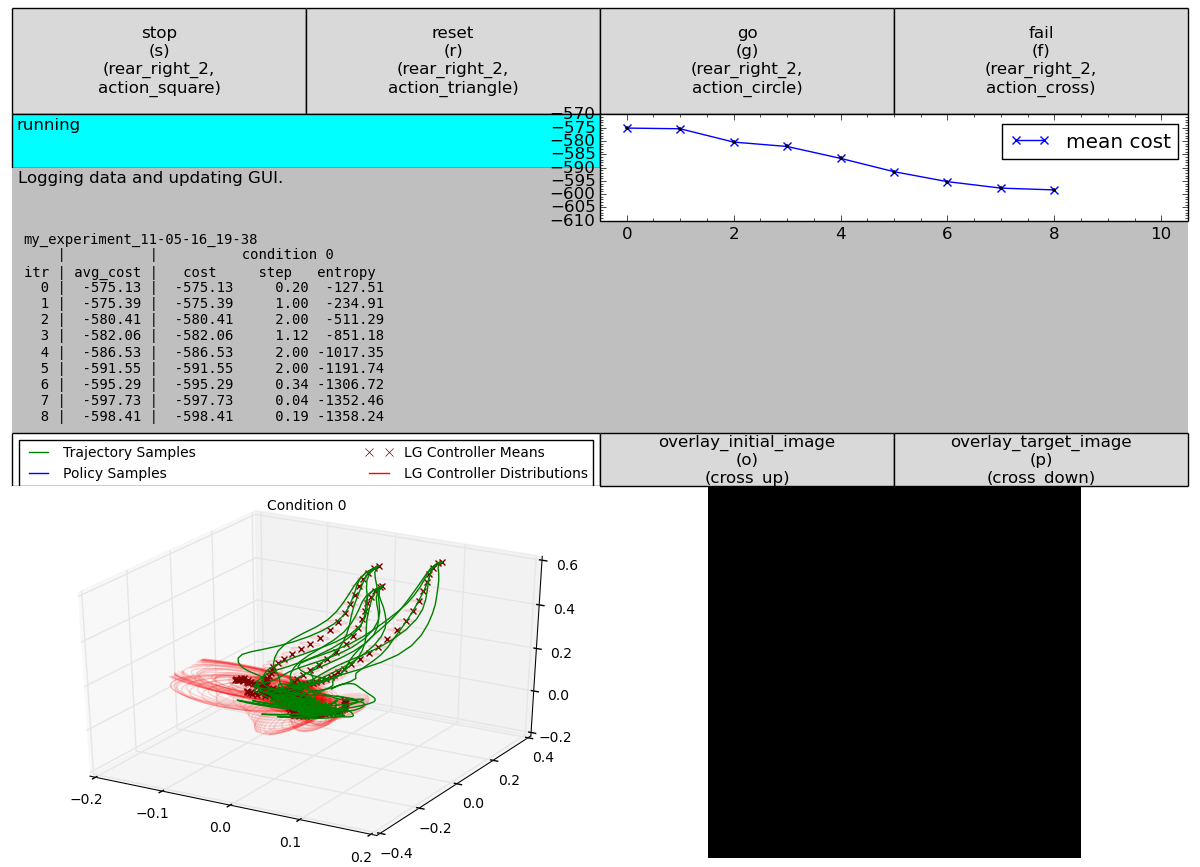 stop
(s)
(rear_right_2,
action_square)
reset
(r)
(rear_right_2,
action_triangle)
go
(g)
(rear_right_2,
action_circle)
fail
(f)
(rear_right_2,
action_cross)
running
Logging data and updating GUI.
−570
−575
−580
−585
−590
−595
−600
−605
−610
mean cost
0 2 4 6 8 10
my_experiment_11-05-16_19-38
| | condition 0
itr | avg_cost | cost step entropy
0 | -575.13 | -575.13 0.20 -127.51
1 | -575.39 | -575.39 1.00 -234.91
2 | -580.41 | -580.41 2.00 -511.29
3 | -582.06 | -582.06 1.12 -851.18
4 | -586.53 | -586.53 2.00 -1017.35
5 | -591.55 | -591.55 2.00 -1191.74
6 | -595.29 | -595.29 0.34 -1306.72
7 | -597.73 | -597.73 0.04 -1352.46
8 | -598.41 | -598.41 0.19 -1358.24
Trajectory Samples
Policy Samples
LG Controller Means
LG Controller Distributions
overlay_initial_image
(o)
(cross_up)
overlay_target_image
(p)
(cross_down)
Condition 0
0.6
0.4
0.2
0.0
−0.2
0.4
0.2
0.0
−0.2
−0.4
−0.2
−0.1
0.0
0.1
0.2